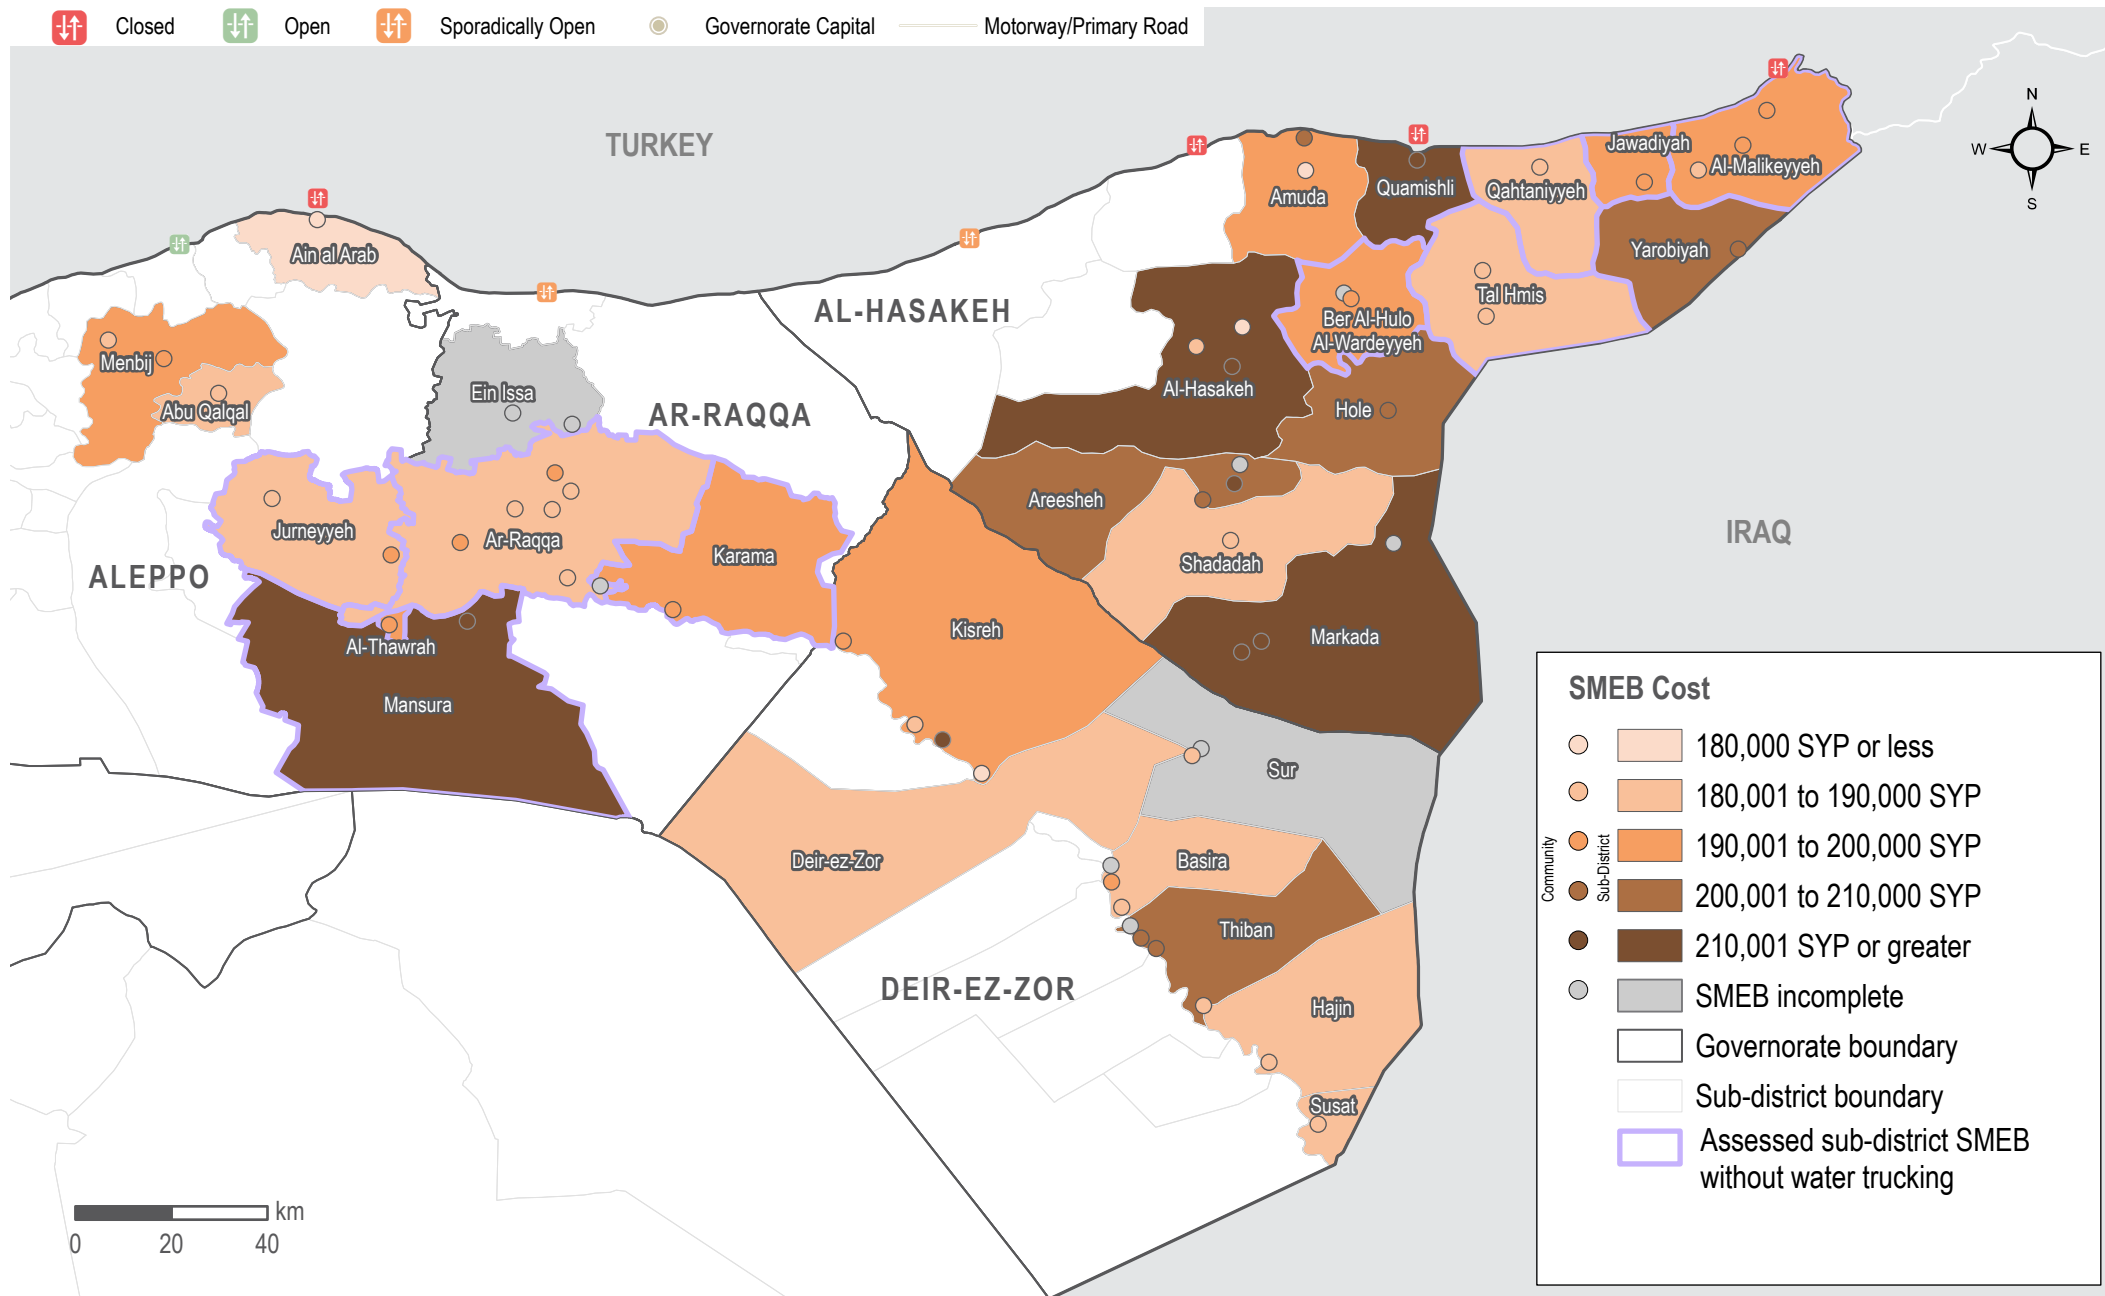 Closed
Open
Sporadically Open
Governorate Capital
Motorway/Primary Road
TURKEY
N
W
E
S
Jawadiyah
Al-Malikeyyeh
Quamishli
Qahtaniyyeh
Amuda
Ain al Arab
Yarobiyah
AL-HASAKEH
Tal Hmis
Ber Al-Hulo
Al-Wardeyyeh
Menbij
Abu Qalqal
Ein Issa
AR-RAQQA
Al-Hasakeh
Hole
Areesheh
Jurneyyeh
Ar-Raqqa
Karama
Shadadah
IRAQ
ALEPPO
Kisreh
Markada
Al-Thawrah
Mansura
Sur
Deir-ez-Zor
Basira
Thiban
DEIR-EZ-ZOR
Hajin
Susat
SMEB Cost
Community
Sub-District
180,000 SYP or less
180,001 to 190,000 SYP
190,001 to 200,000 SYP
200,001 to 210,000 SYP
210,001 SYP or greater
SMEB incomplete
Governorate boundary
Sub-district boundary
Assessed sub-district SMEB
without water trucking
km
0 20 40